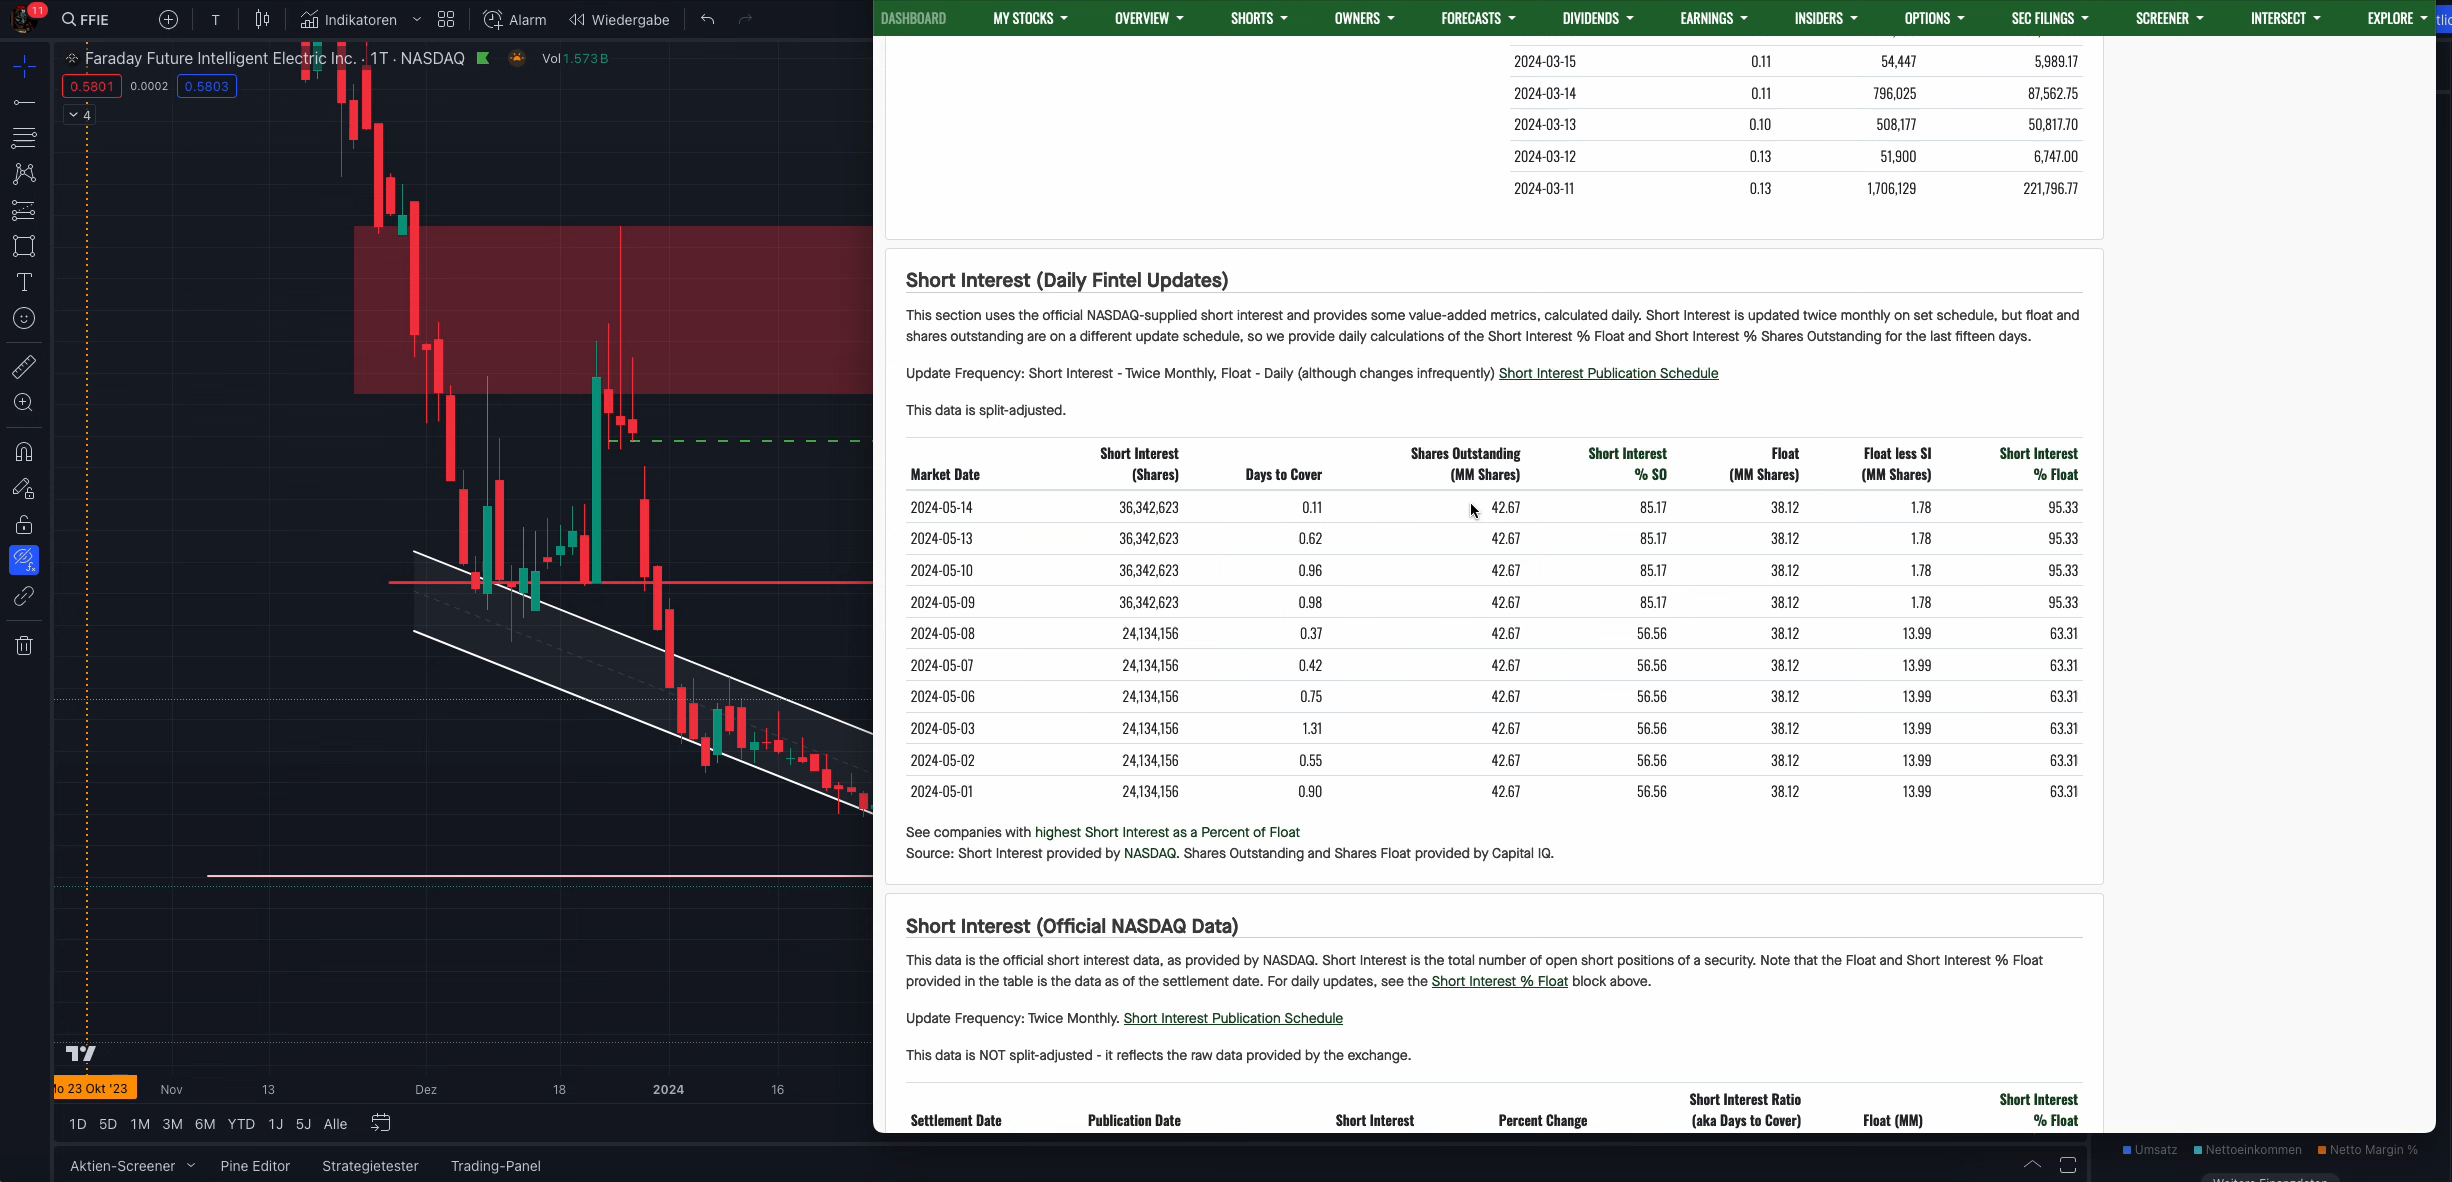 11
FFIE
T
Indikatoren
Alarm
Wiedergabe
Faraday Future Intelligent Electric Inc. · 1T · NASDAQ
Vol 1.573 B
0.5801
0.0002
0.5803
4
Mo 23 Okt '23
Nov
13
Dez
18
2024
16
1D 5D 1M 3M 6M YTD 1J 5J Alle
Aktien-Screener
Pine Editor
Strategietester
Trading-Panel
DASHBOARD MY STOCKS OVERVIEW SHORTS OWNERS FORECASTS DIVIDENDS EARNINGS INSIDERS OPTIONS SEC FILINGS SCREENER INTERSECT EXPLORE
2024-03-15 0.11 54,447 5,989.17
2024-03-14 0.11 796,025 87,562.75
2024-03-13 0.10 508,177 50,817.70
2024-03-12 0.13 51,900 6,747.00
2024-03-11 0.13 1,706,129 221,796.77
Short Interest (Daily Fintel Updates)
This section uses the official NASDAQ-supplied short interest and provides some value-added metrics, calculated daily. Short Interest is updated twice monthly on set schedule, but float and
shares outstanding are on a different update schedule, so we provide daily calculations of the Short Interest % Float and Short Interest % Shares Outstanding for the last fifteen days.
Update Frequency: Short Interest - Twice Monthly, Float - Daily (although changes infrequently) Short Interest Publication Schedule
This data is split-adjusted.
Short Interest Shares Outstanding Short Interest Float Float less SI Short Interest
Market Date (Shares) Days to Cover (MM Shares) % SO (MM Shares) (MM Shares) % Float
2024-05-14 36,342,623 0.11 42.67 85.17 38.12 1.78 95.33
2024-05-13 36,342,623 0.62 42.67 85.17 38.12 1.78 95.33
2024-05-10 36,342,623 0.96 42.67 85.17 38.12 1.78 95.33
2024-05-09 36,342,623 0.98 42.67 85.17 38.12 1.78 95.33
2024-05-08 24,134,156 0.37 42.67 56.56 38.12 13.99 63.31
2024-05-07 24,134,156 0.42 42.67 56.56 38.12 13.99 63.31
2024-05-06 24,134,156 0.75 42.67 56.56 38.12 13.99 63.31
2024-05-03 24,134,156 1.31 42.67 56.56 38.12 13.99 63.31
2024-05-02 24,134,156 0.55 42.67 56.56 38.12 13.99 63.31
2024-05-01 24,134,156 0.90 42.67 56.56 38.12 13.99 63.31
See companies with highest Short Interest as a Percent of Float
Source: Short Interest provided by NASDAQ. Shares Outstanding and Shares Float provided by Capital IQ.
Short Interest (Official NASDAQ Data)
This data is the official short interest data, as provided by NASDAQ. Short Interest is the total number of open short positions of a security. Note that the Float and Short Interest % Float
provided in the table is the data as of the settlement date. For daily updates, see the Short Interest % Float block above.
Update Frequency: Twice Monthly. Short Interest Publication Schedule
This data is NOT split-adjusted - it reflects the raw data provided by the exchange.
Short Interest Ratio Short Interest
Settlement Date Publication Date Short Interest Percent Change (aka Days to Cover) Float (MM) % Float
Umsatz Nettoeinkommen Netto Margin %